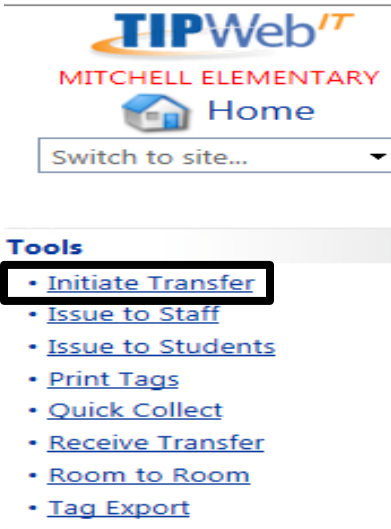 TIPWeb IT
MITCHELL ELEMENTARY
Home
Switch to site...
Tools
• Initiate Transfer
• Issue to Staff
• Issue to Students
• Print Tags
• Quick Collect
• Receive Transfer
• Room to Room
• Tag Export